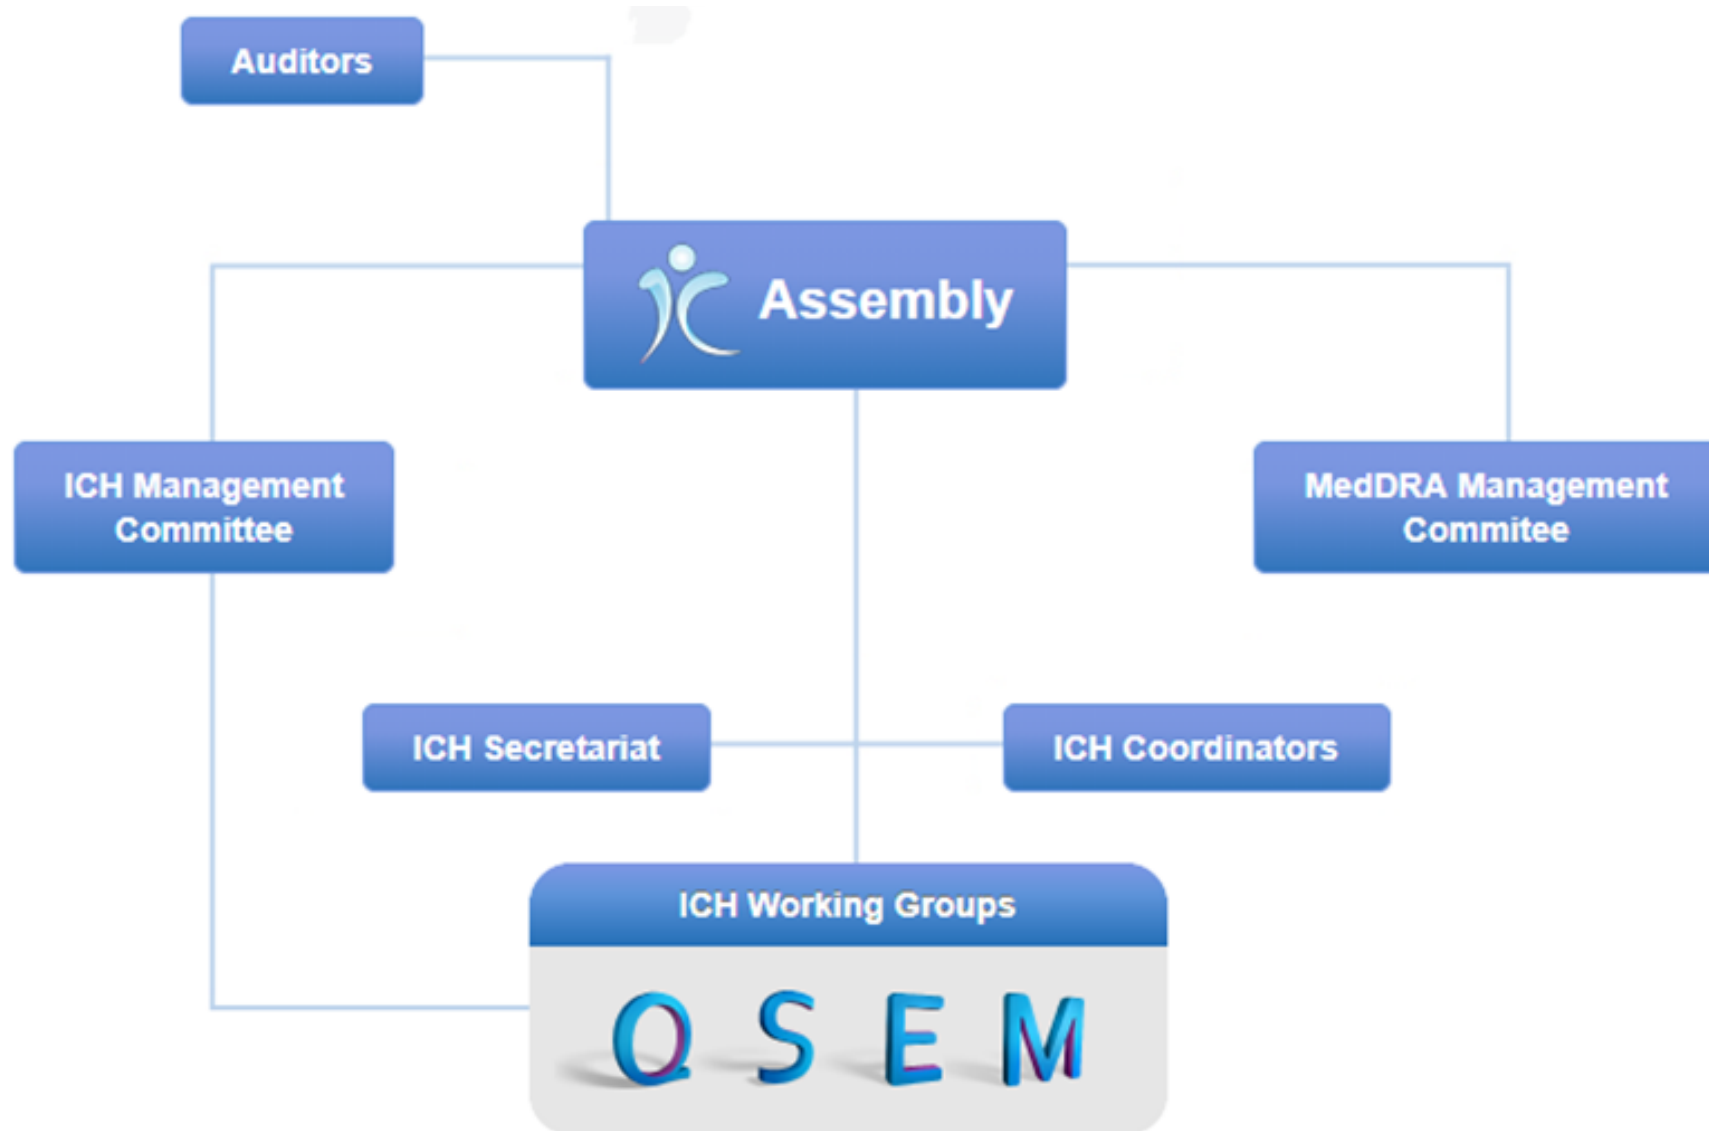 Auditors
Assembly
ICH Management
Committee
MedDRA Management
Commitee
ICH Secretariat
ICH Coordinators
ICH Working Groups
Q S E M